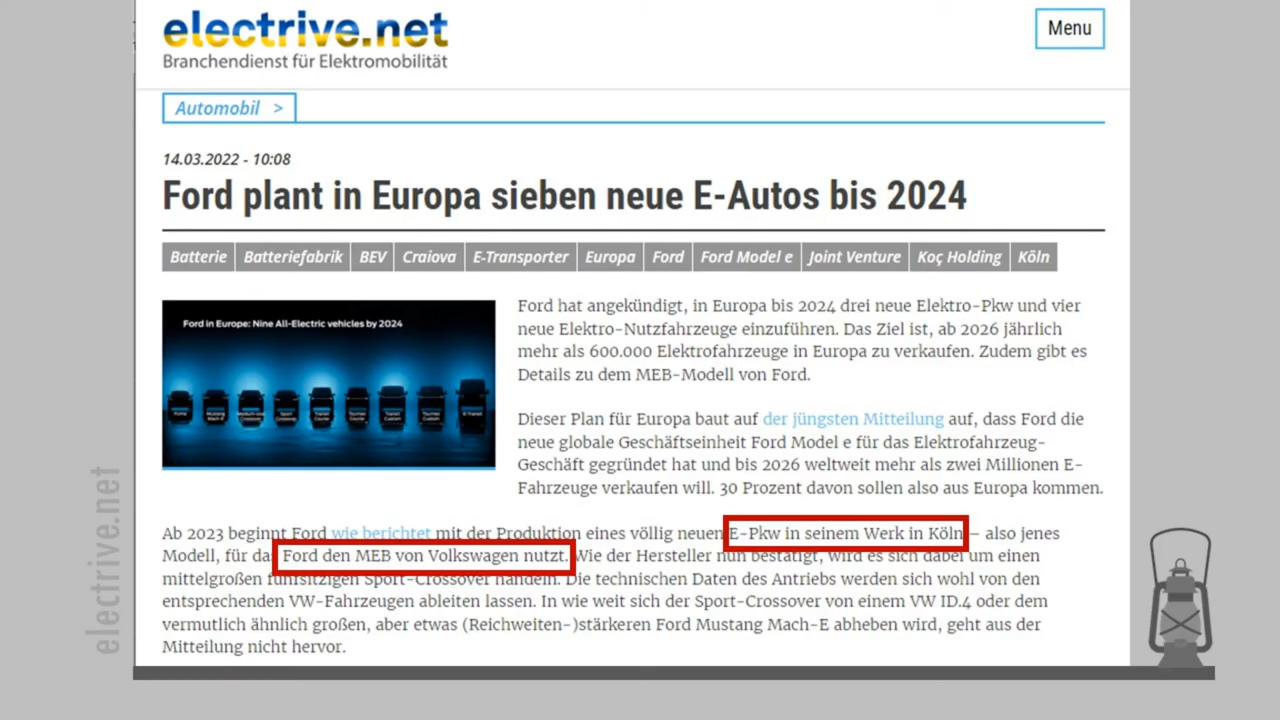 electrive.net
Branchendienst für Elektromobilität
Menu
Automobil >
14.03.2022 - 10:08
Ford plant in Europa sieben neue E-Autos bis 2024
Batterie Batteriefabrik BEV Craiova E-Transporter Europa Ford Ford Model e Joint Venture Koç Holding Köln
Ford in Europe: Nine All-Electric vehicles by 2024
Ford hat angekündigt, in Europa bis 2024 drei neue Elektro-Pkw und vier
neue Elektro-Nutzfahrzeuge einzuführen. Das Ziel ist, ab 2026 jährlich
mehr als 600.000 Elektrofahrzeuge in Europa zu verkaufen. Zudem gibt es
Details zu dem MEB-Modell von Ford.
Dieser Plan für Europa baut auf der jüngsten Mitteilung auf, dass Ford die
neue globale Geschäftseinheit Ford Model e für das Elektrofahrzeug-
Geschäft gegründet hat und bis 2026 weltweit mehr als zwei Millionen E-
Fahrzeuge verkaufen will. 30 Prozent davon sollen also aus Europa kommen.
Ab 2023 beginnt Ford wie berichtet mit der Produktion eines völlig neuen E-Pkw in seinem Werk in Köln – also jenes
Modell, für das Ford den MEB von Volkswagen nutzt. Wie der Hersteller nun bestätigt, wird es sich dabei um einen
mittelgroßen fünfsitzigen Sport-Crossover handeln. Die technischen Daten des Antriebs werden sich wohl von den
entsprechenden VW-Fahrzeugen ableiten lassen. In wie weit sich der Sport-Crossover von einem VW ID.4 oder dem
vermutlich ähnlich großen, aber etwas (Reichweiten-)stärkeren Ford Mustang Mach-E abheben wird, geht aus der
Mitteilung nicht hervor.
electrive.net